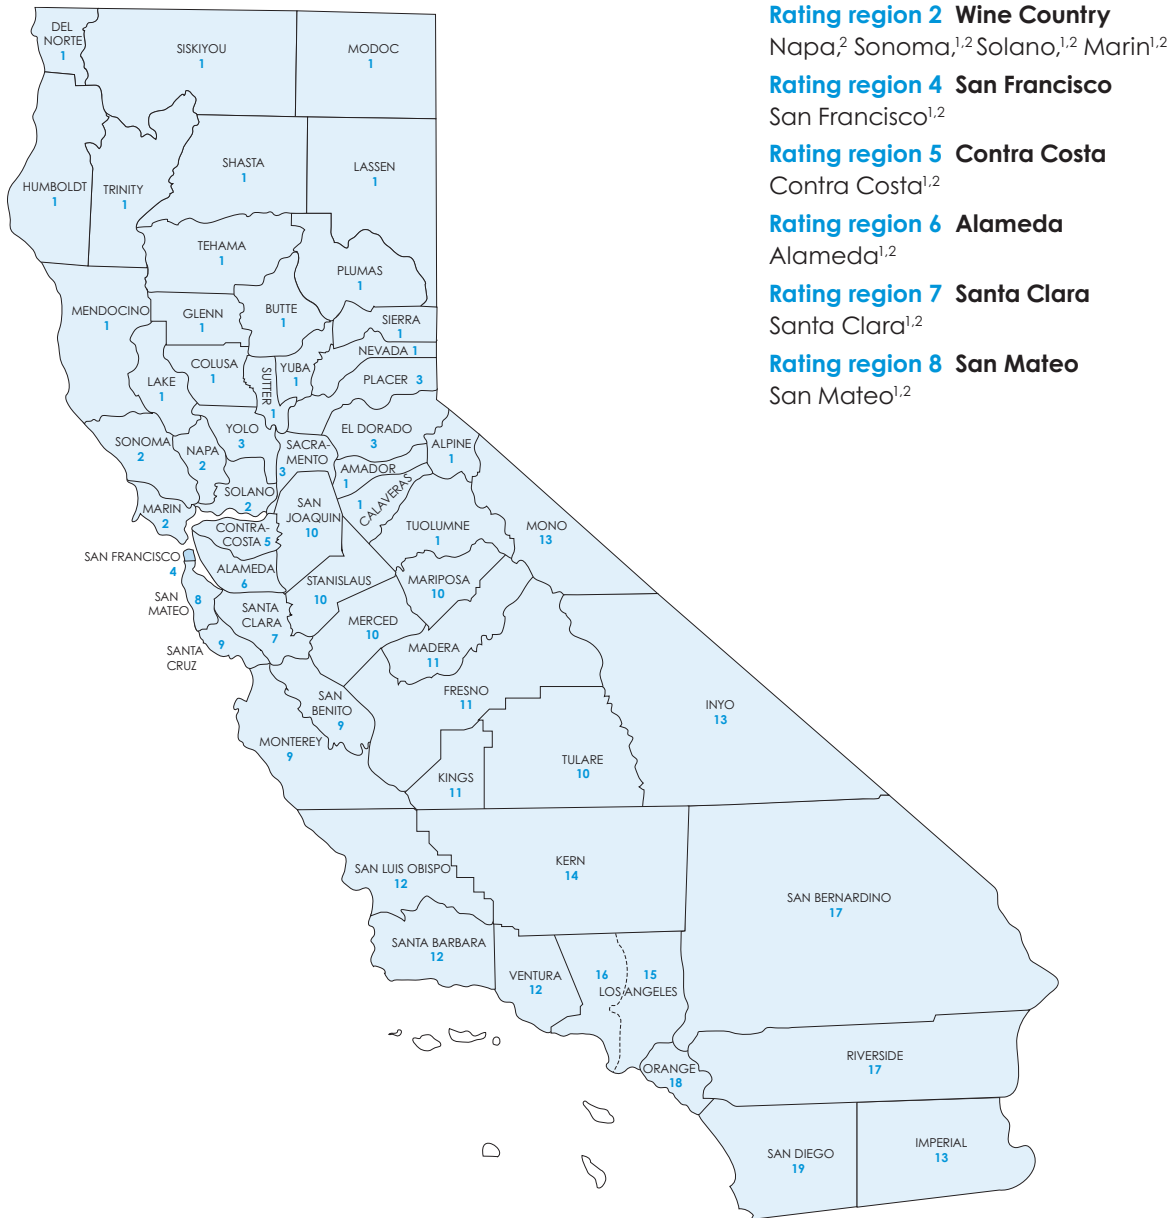 Rating region 2 Wine Country
Napa,² Sonoma,¹,² Solano,¹,² Marin¹,²
Rating region 4 San Francisco
San Francisco¹,²
Rating region 5 Contra Costa
Contra Costa¹,²
Rating region 6 Alameda
Alameda¹,²
Rating region 7 Santa Clara
Santa Clara¹,²
Rating region 8 San Mateo
San Mateo¹,²
DEL
NORTE
1
SISKIYOU
1
MODOC
1
HUMBOLDT
1
TRINITY
1
SHASTA
1
LASSEN
1
TEHAMA
1
PLUMAS
1
MENDOCINO
1
GLENN
1
BUTTE
1
SIERRA
1
NEVADA 1
PLACER 3
LAKE
1
COLUSA
1
SUTTER
1
YUBA
1
SONOMA
2
NAPA
2
YOLO
3
SACRA-
MENTO
3
EL DORADO
3
ALPINE
1
AMADOR
1
CALAVERAS
1
SOLANO
2
MARIN
2
SAN
JOAQUIN
10
TUOLUMNE
1
MONO
13
CONTRA-
COSTA 5
SAN FRANCISCO
4
ALAMEDA
6
STANISLAUS
10
MARIPOSA
10
SAN
MATEO
8
SANTA
CLARA
7
MERCED
10
MADERA
11
SANTA
CRUZ
9
FRESNO
11
SAN
BENITO
9
INYO
13
MONTEREY
9
KINGS
11
TULARE
10
SAN LUIS OBISPO
12
KERN
14
SAN BERNARDINO
17
SANTA BARBARA
12
VENTURA
12
16 15
LOS ANGELES
ORANGE
18
RIVERSIDE
17
SAN DIEGO
19
IMPERIAL
13